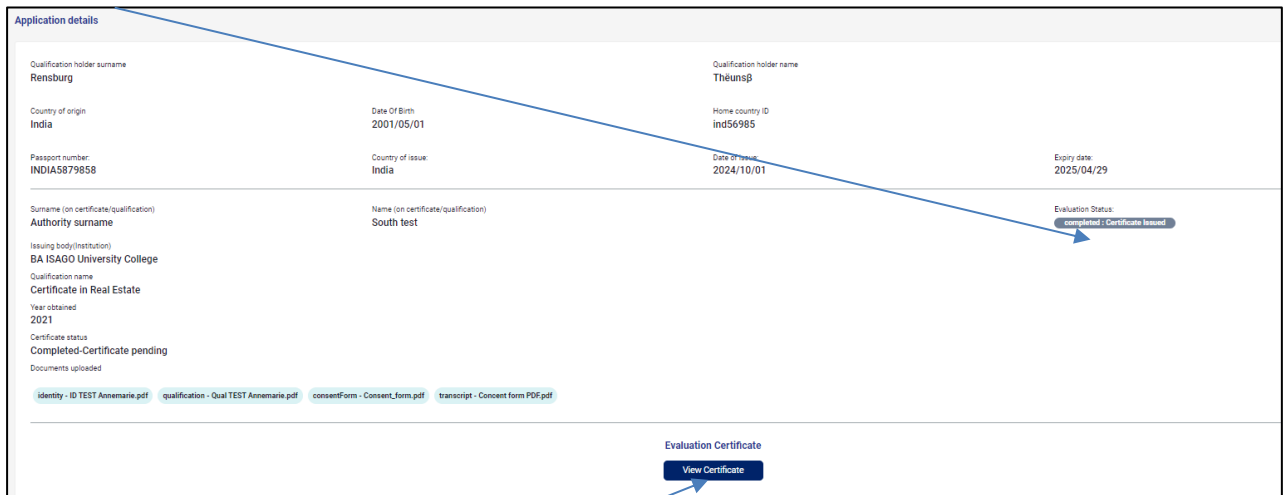 Application details
Qualification holder surname
Qualification holder name
Rensburg
Thëunsβ
Country of origin
Date Of Birth
Home country ID
India
2001/05/01
ind56985
Passport number:
Country of issue:
Date of Issue:
Expiry date:
INDIA5879858
India
2024/10/01
2025/04/29
Surname (on certificate/qualification)
Name (on certificate/qualification)
Evaluation Status:
Authority surname
South test
completed : Certificate Issued
Issuing body(Institution)
BA ISAGO University College
Qualification name
Certificate in Real Estate
Year obtained
2021
Certificate status
Completed-Certificate pending
Documents uploaded
identity - ID TEST Annemarie.pdf
qualification - Qual TEST Annemarie.pdf
consentForm - Consent_form.pdf
transcript - Concent form PDF.pdf
Evaluation Certificate
View Certificate